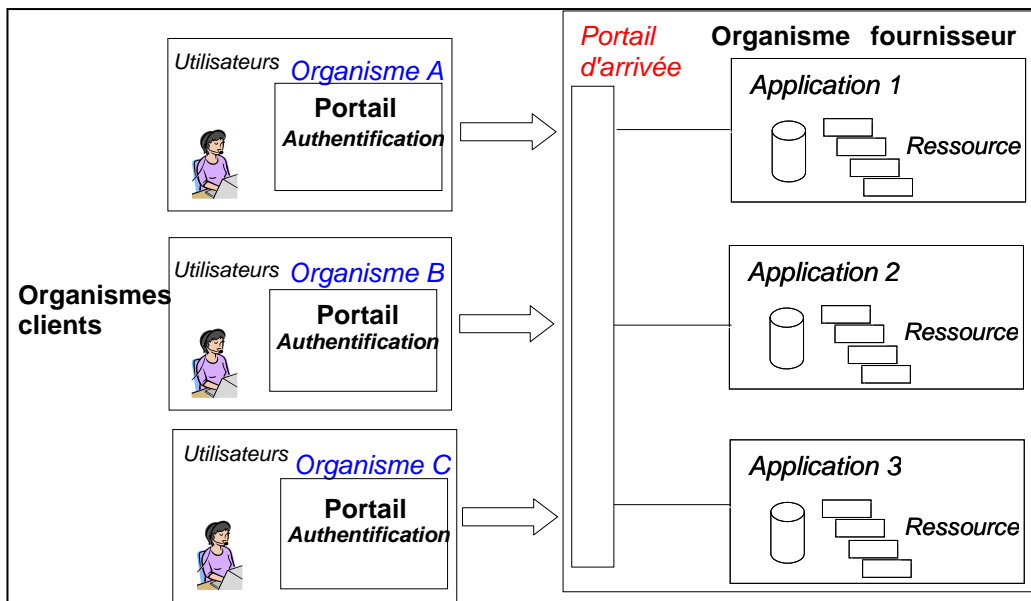 Organismes
clients
Utilisateurs
Organisme A
Portail
Authentification
Utilisateurs
Organisme B
Portail
Authentification
Utilisateurs
Organisme C
Portail
Authentification
Portail
d'arrivée
Organisme fournisseur
Application 1
Ressource
Application 2
Ressource
Application 3
Ressource